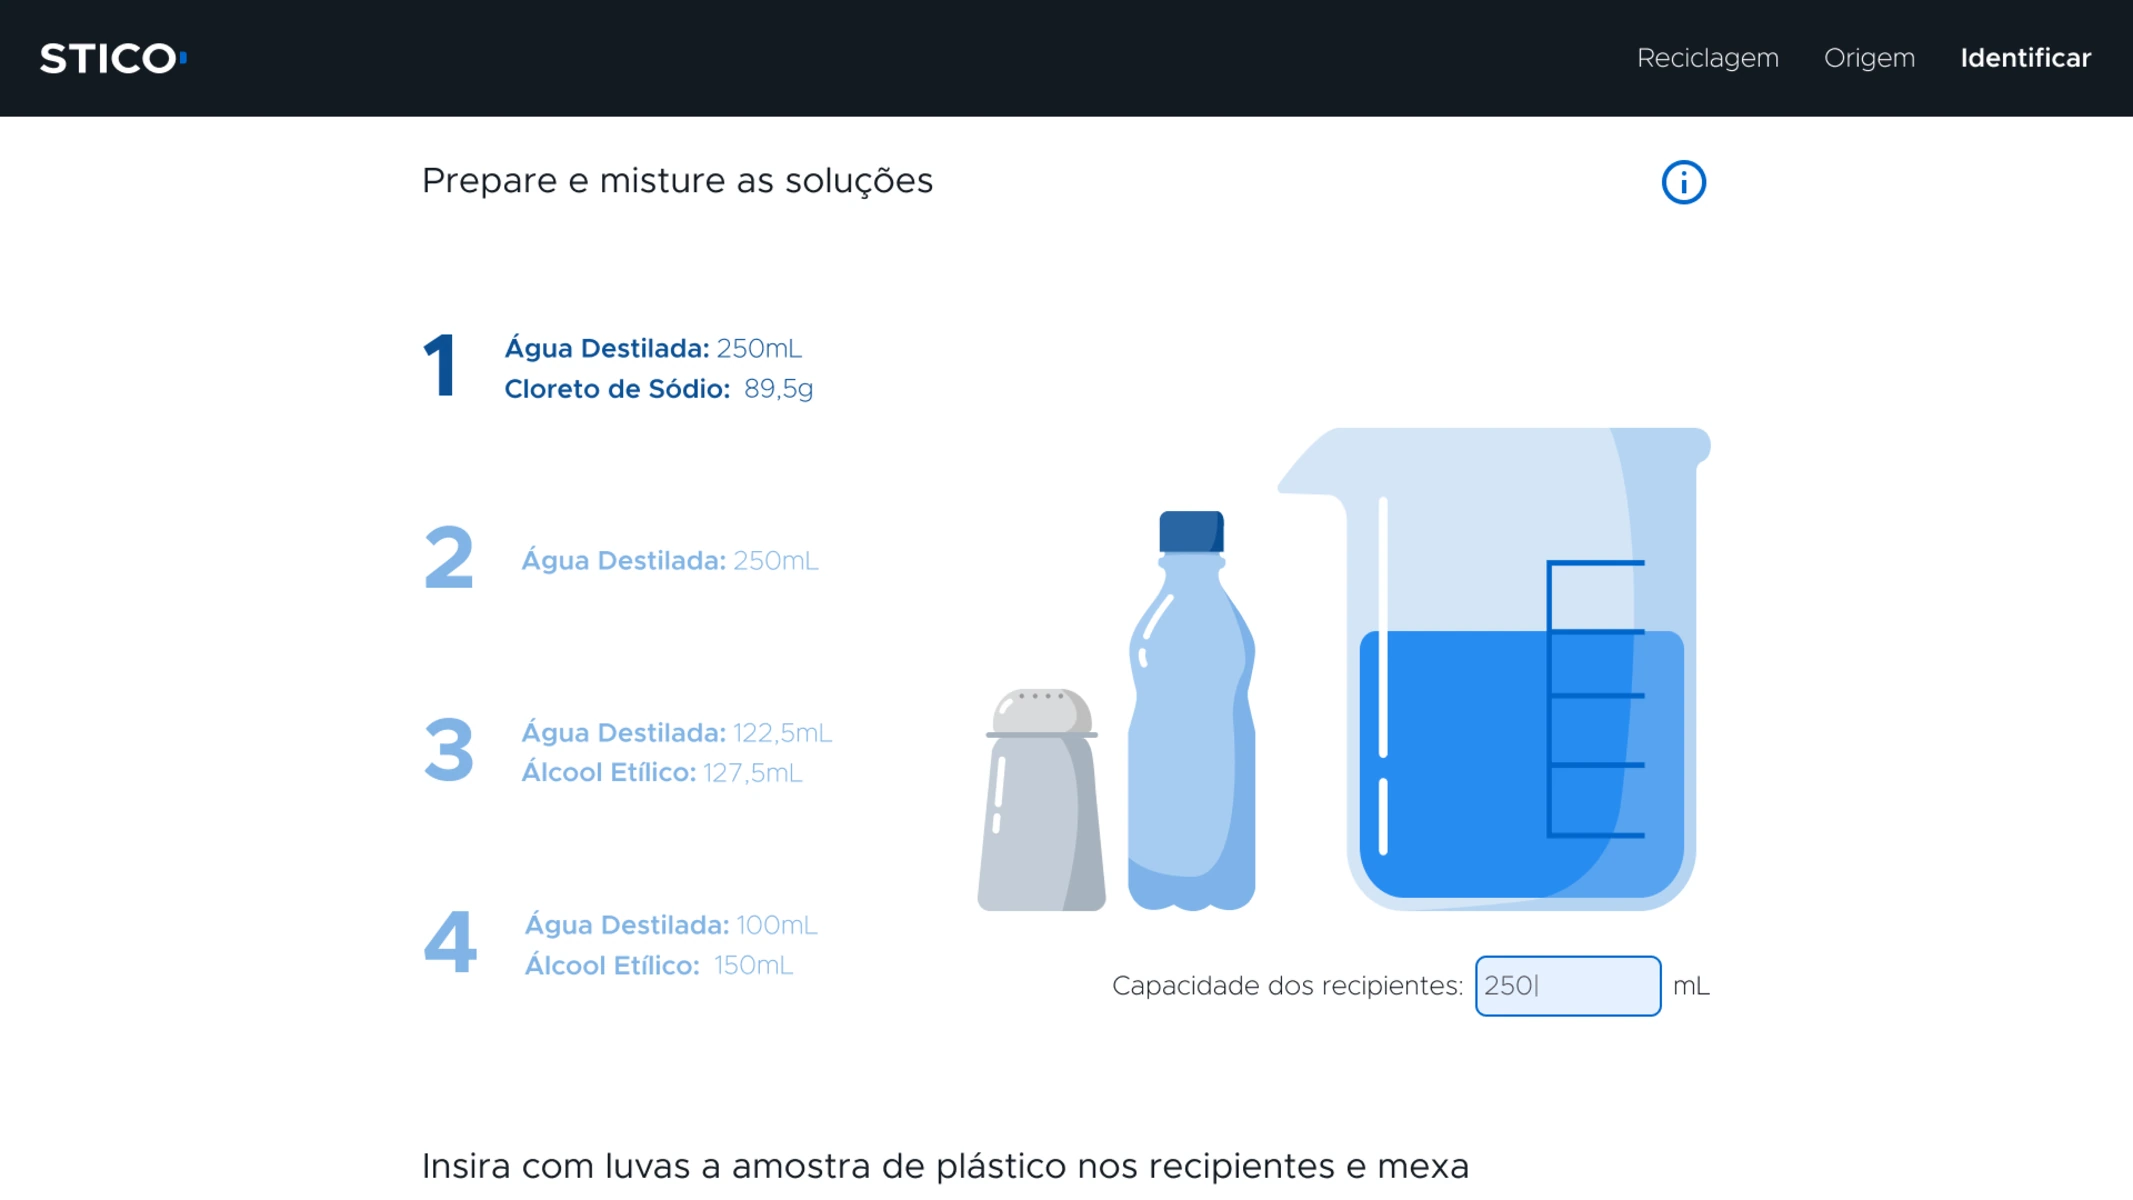 STICO
Reciclagem
Origem
Identificar
Prepare e misture as soluções
1
Água Destilada: 250mL
Cloreto de Sódio: 89,5g
2
Água Destilada: 250mL
3
Água Destilada: 122,5mL
Álcool Etílico: 127,5mL
4
Água Destilada: 100mL
Álcool Etílico: 150mL
Capacidade dos recipientes: 250 mL
Insira com luvas a amostra de plástico nos recipientes e mexa